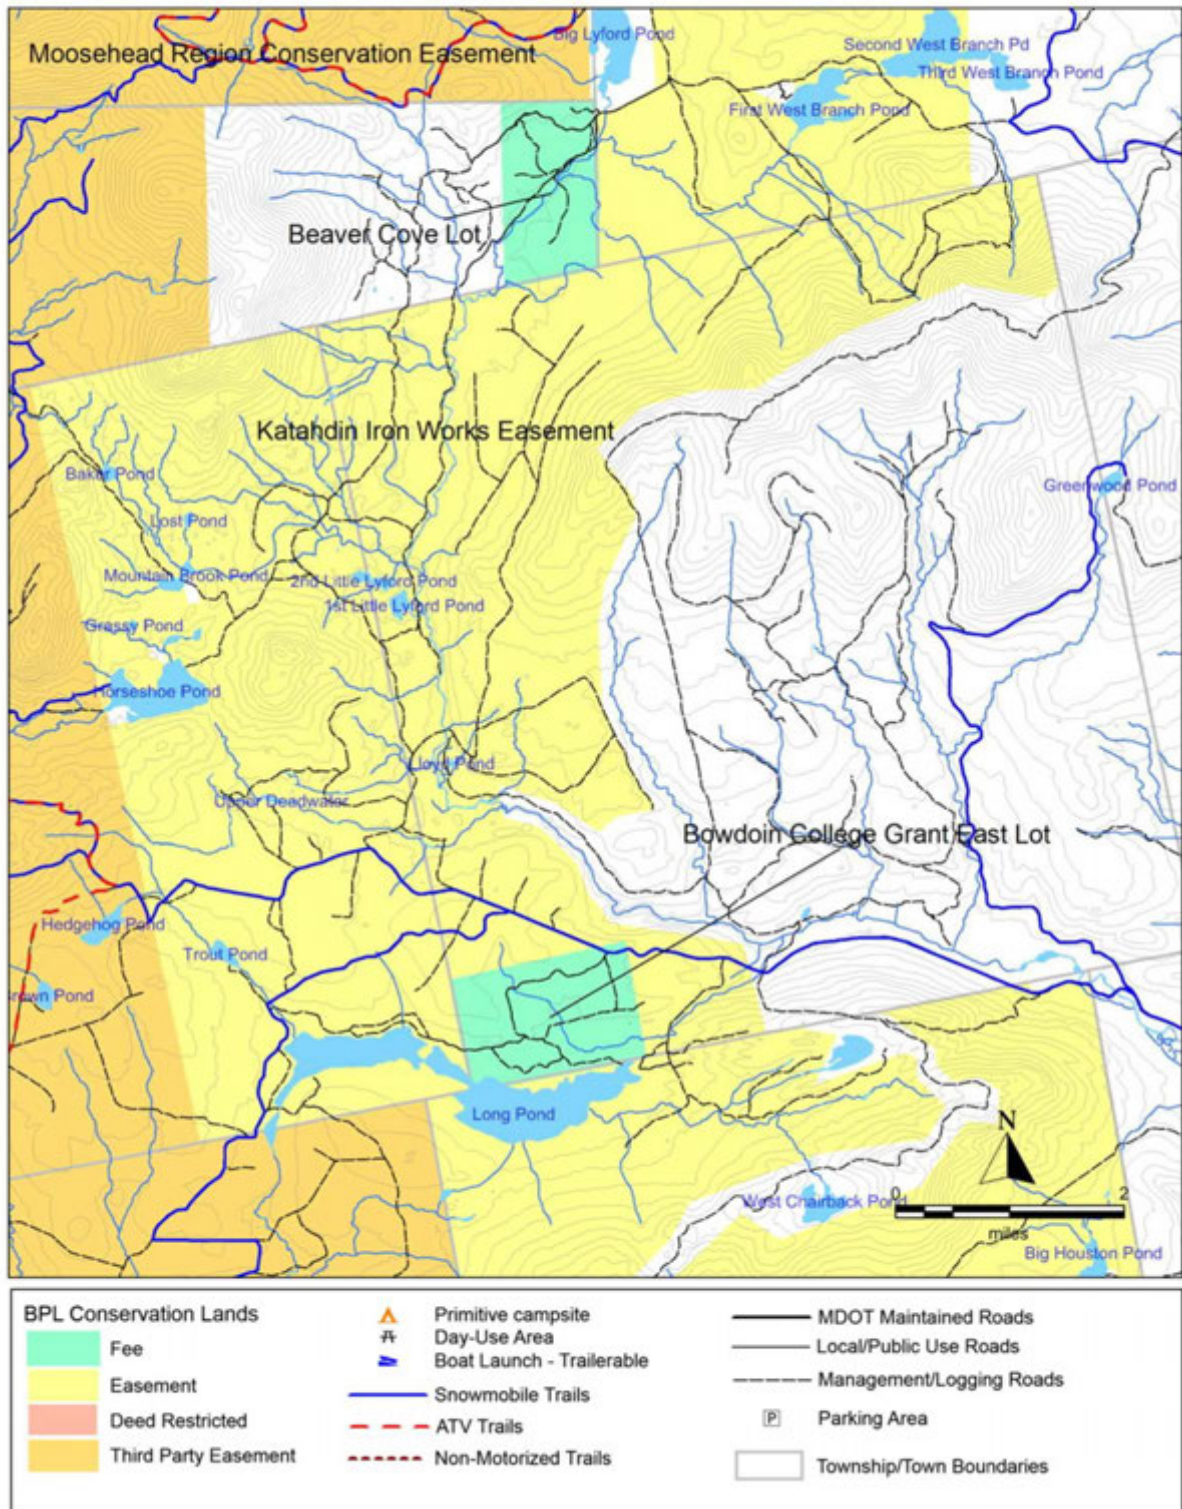 Big Lyford Pond
Moosehead Region Conservation Easement
Second West Branch Pd
Third West Branch Pond
First West Branch Pond
Beaver Cove Lot
Katahdin Iron Works Easement
Baker Pond
Greenwood Pond
Lost Pond
Mountain Brook Pond
2nd Little Lyford Pond
1st Little Lyford Pond
Grassy Pond
Horseshoe Pond
Lloyd Pond
Upper Deadwater
Bowdoin College Grant East Lot
Hedgehog Pond
Trout Pond
Brown Pond
Long Pond
N
West Chairback Pond
0 2
miles
Big Houston Pond
BPL Conservation Lands
Fee
Easement
Deed Restricted
Third Party Easement
Primitive campsite
Day-Use Area
Boat Launch - Trailerable
Snowmobile Trails
ATV Trails
Non-Motorized Trails
MDOT Maintained Roads
Local/Public Use Roads
Management/Logging Roads
P Parking Area
Township/Town Boundaries